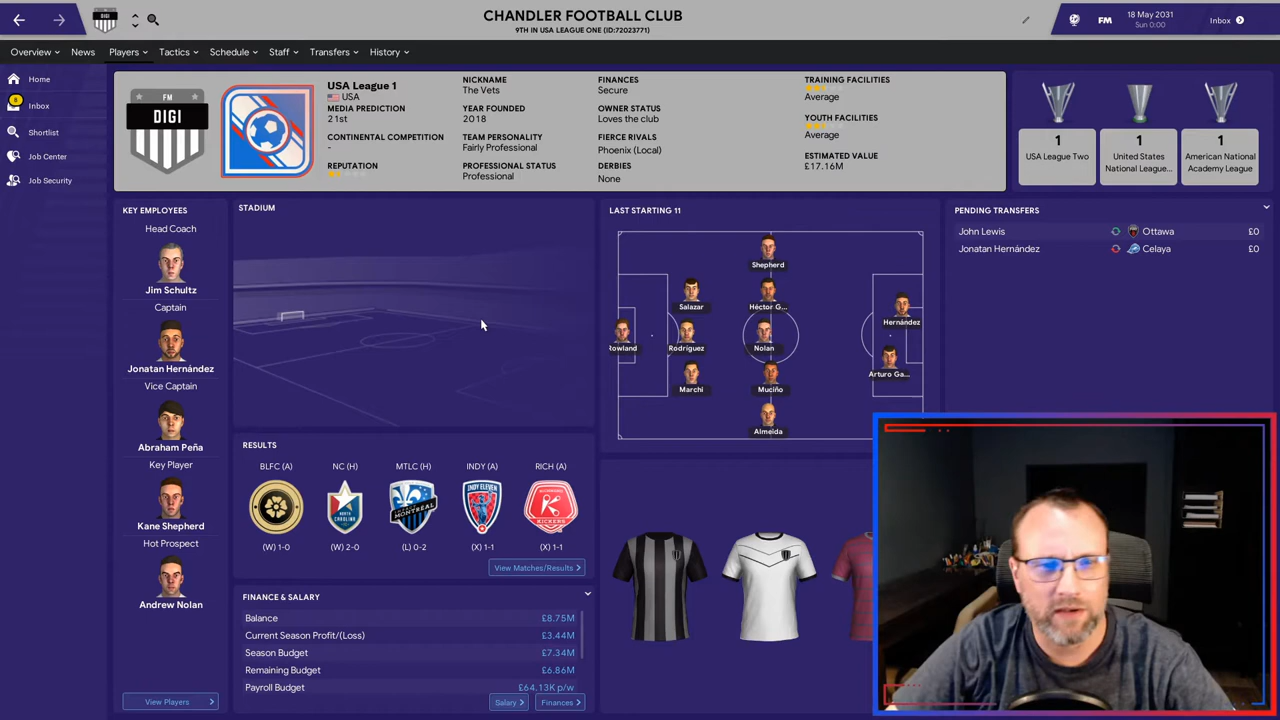 CHANDLER FOOTBALL CLUB
9TH IN USA LEAGUE ONE (ID:72023771)
DIGI
FM
18 May 2031
Sun 0:00
Inbox
Overview
News
Players
Tactics
Schedule
Staff
Transfers
History
Home
8
Inbox
Shortlist
Job Center
Job Security
FM
DIGI
USA League 1
USA
MEDIA PREDICTION
21st
CONTINENTAL COMPETITION
-
REPUTATION
NICKNAME
The Vets
YEAR FOUNDED
2018
TEAM PERSONALITY
Fairly Professional
PROFESSIONAL STATUS
Professional
FINANCES
Secure
OWNER STATUS
Loves the club
FIERCE RIVALS
Phoenix (Local)
DERBIES
None
TRAINING FACILITIES
Average
YOUTH FACILITIES
Average
ESTIMATED VALUE
£17.16M
1
USA League Two
1
United States
National League...
1
American National
Academy League
KEY EMPLOYEES
Head Coach
Jim Schultz
Captain
Jonatan Hernández
Vice Captain
Abraham Peña
Key Player
Kane Shepherd
Hot Prospect
Andrew Nolan
View Players
STADIUM
RESULTS
BLFC (A)
NC (H)
MTLC (H)
INDY (A)
RICH (A)
(W) 1-0
(W) 2-0
(L) 0-2
(X) 1-1
(X) 1-1
View Matches/Results
FINANCE & SALARY
Balance £8.75M
Current Season Profit/(Loss) £3.44M
Season Budget £7.34M
Remaining Budget £6.86M
Payroll Budget £64.13K p/w
Salary
Finances
LAST STARTING 11
Shepherd
Salazar
Héctor G...
Hernández
Rowland
Rodríguez
Nolan
Arturo Ga...
Marchi
Muciño
Almeida
PENDING TRANSFERS
John Lewis Ottawa £0
Jonatan Hernández Celaya £0